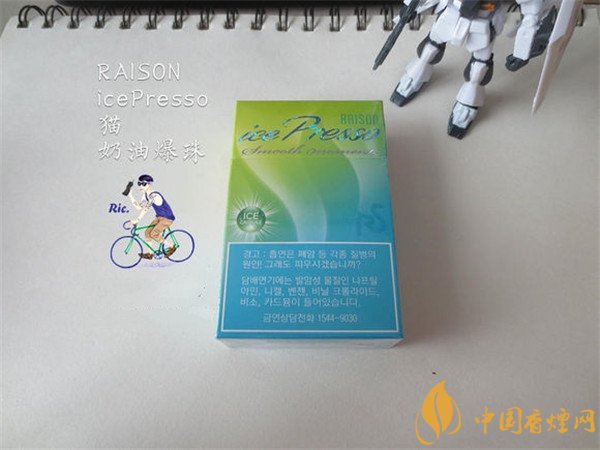 RAISON
icePresso
猫
奶油爆珠
Ric.
RAISON
ice Presso
Smooth
ICE
경고 : 흡연은 폐암 등 각종 질병의
원인! 그래도 피우시겠습니까?
담배연기에는 발암성 물질인 나프틸
아민, 니켈, 벤젠, 비닐 크롤라이드,
비소, 카드뮴이 들어있습니다.
금연상담전화 1544-9030
中国香煙网